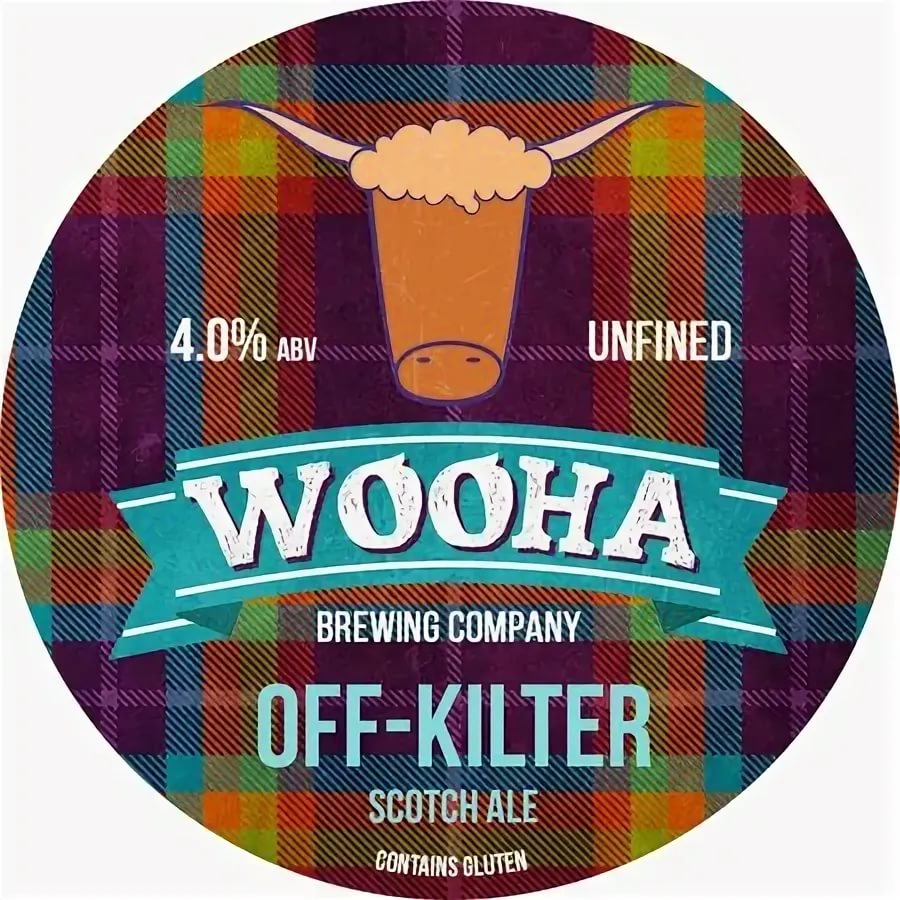 4.0% ABV
UNFINED
WOOHA
BREWING COMPANY
OFF-KILTER
SCOTCH ALE
CONTAINS GLUTEN